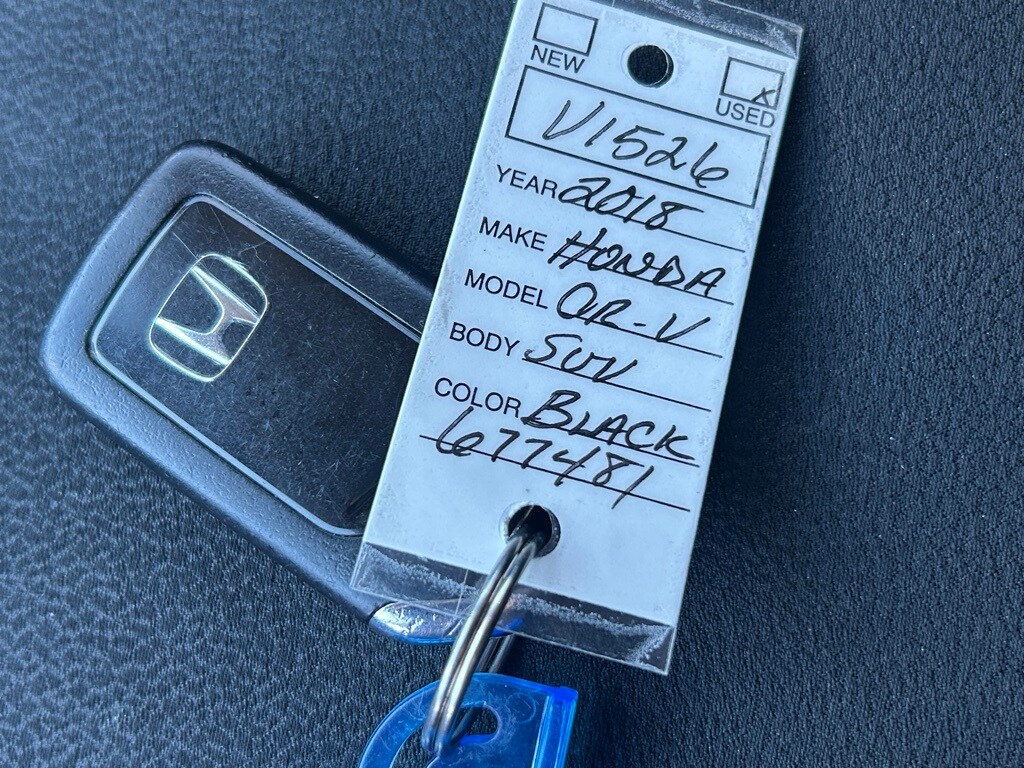 NEW
X
USED
V1526
YEAR 2018
MAKE HONDA
MODEL CR-V
BODY SUV
COLOR BLACK
677481